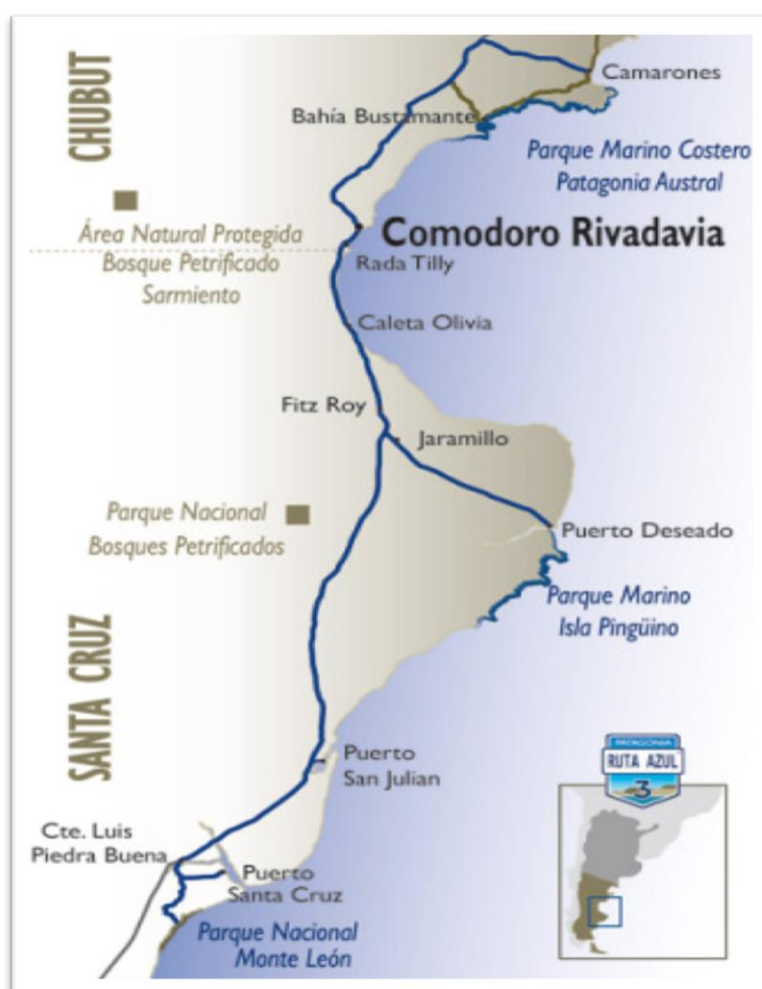 CHUBUT
Camarones
Bahía Bustamante
Parque Marino Costero
Patagonia Austral
Área Natural Protegida
Bosque Petrificado
Sarmiento
Comodoro Rivadavia
Rada Tilly
Caleta Olivia
Fitz Roy
Jaramillo
Parque Nacional
Bosques Petrificados
Puerto Deseado
Parque Marino
Isla Pingüino
SANTA CRUZ
Puerto
San Julian
Cte. Luis
Piedra Buena
Puerto
Santa Cruz
Parque Nacional
Monte León
PATAGONIA
RUTA AZUL
3